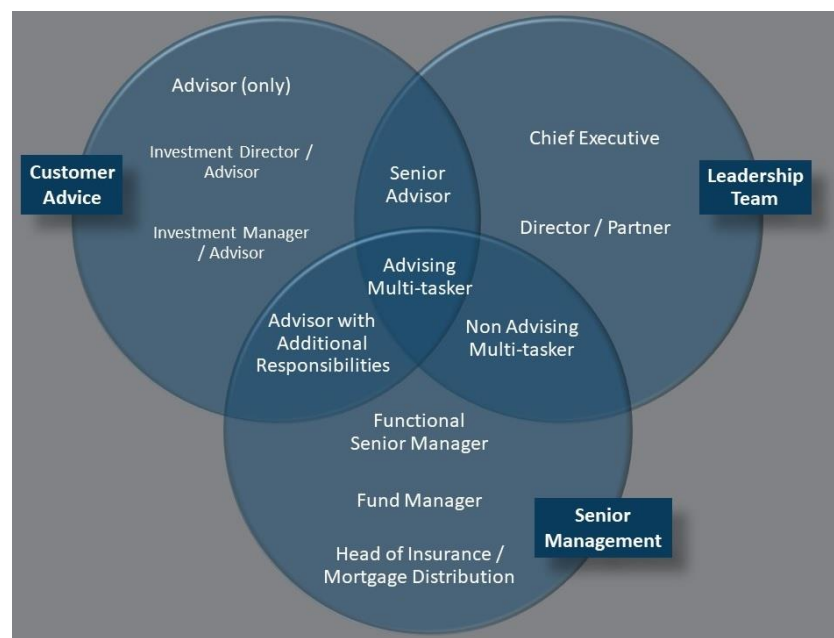 Advisor (only)
Investment Director /
Advisor
Investment Manager
/ Advisor
Customer
Advice
Senior
Advisor
Chief Executive
Director / Partner
Leadership
Team
Advising
Multi-tasker
Advisor with
Additional
Responsibilities
Non Advising
Multi-tasker
Functional
Senior Manager
Fund Manager
Head of Insurance /
Mortgage Distribution
Senior
Management